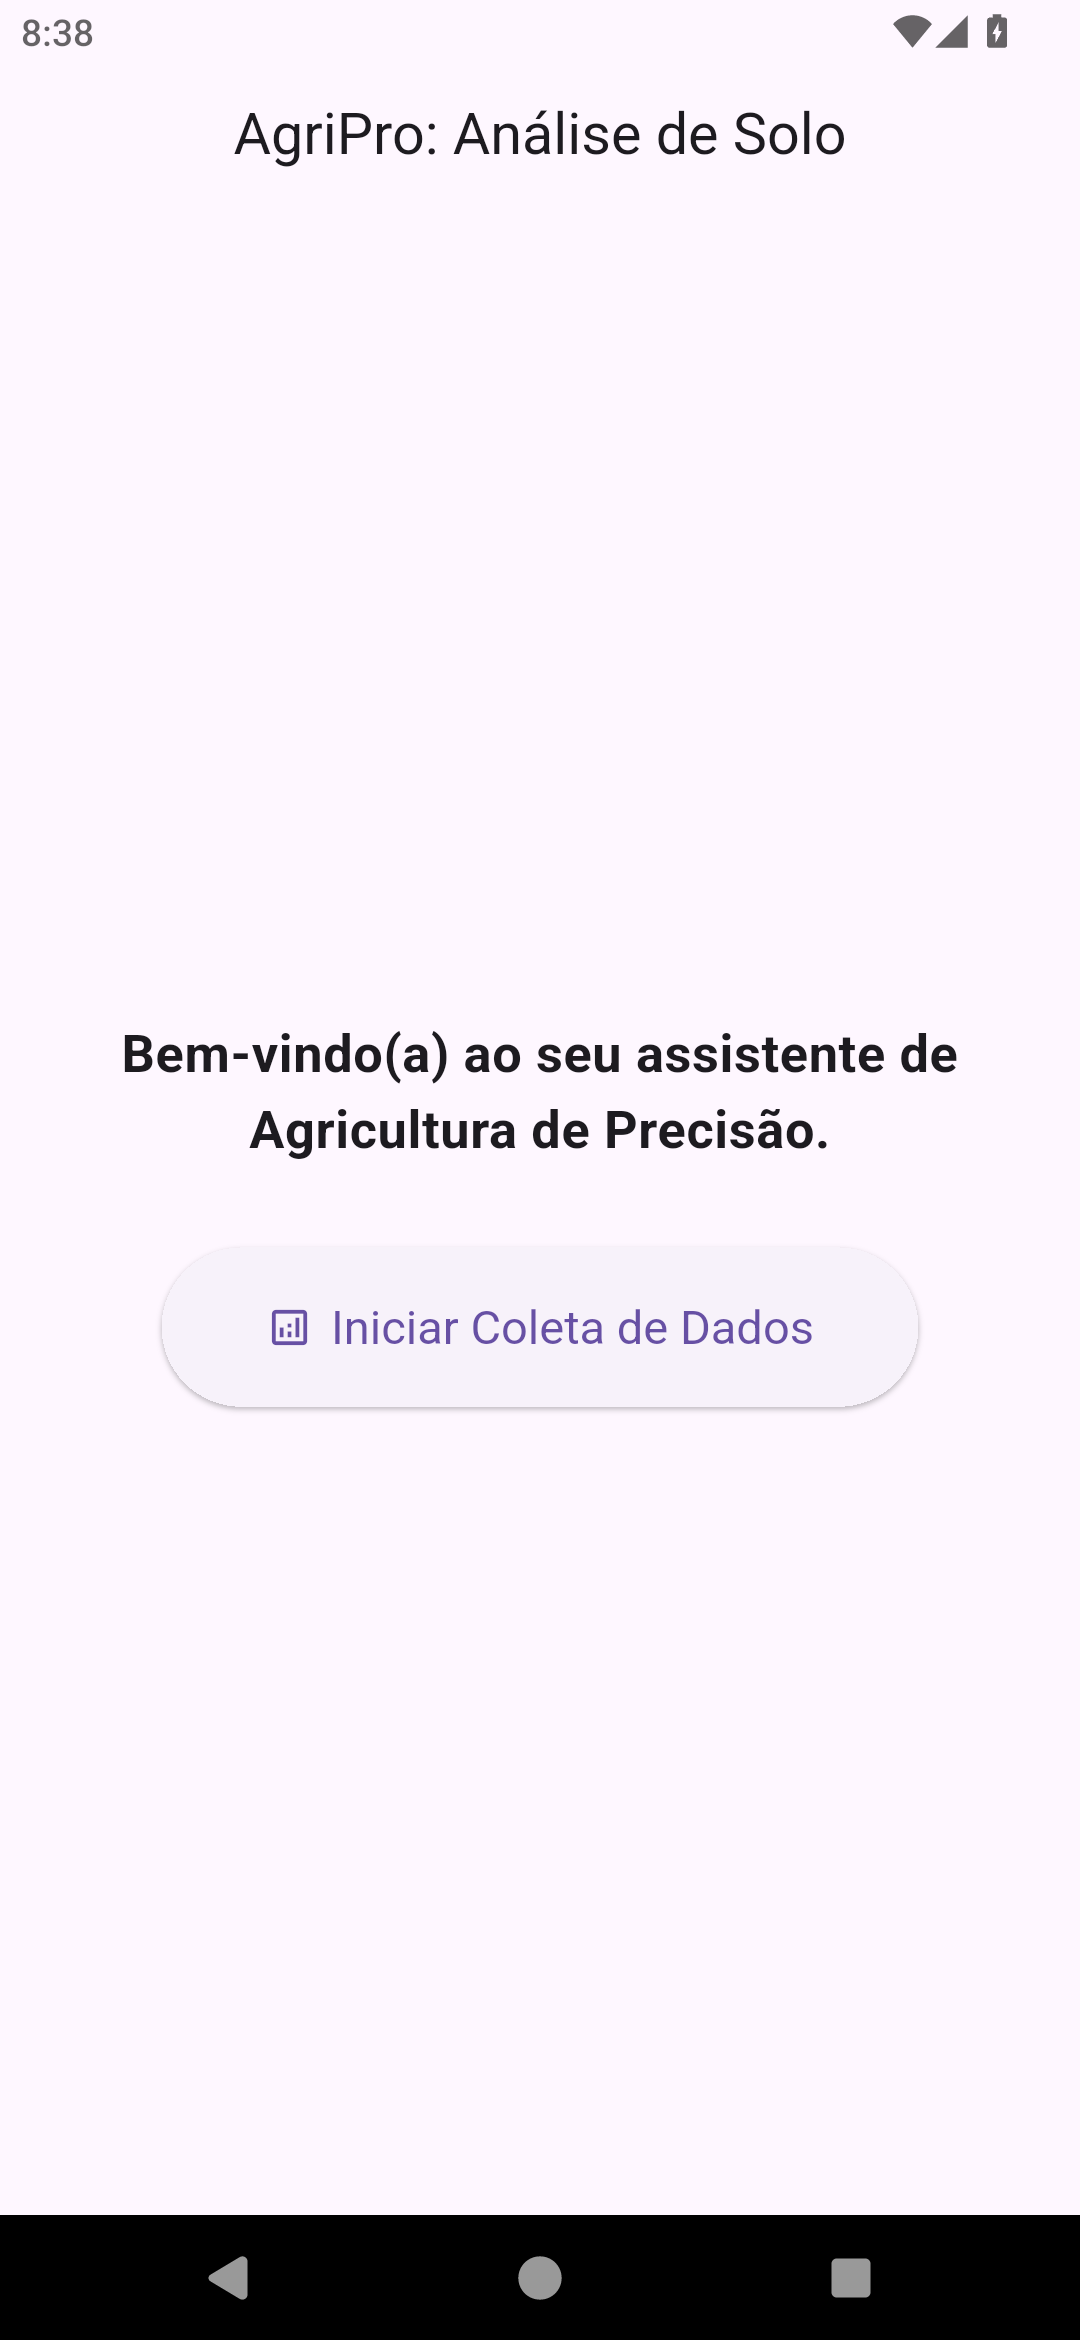 8:38
AgriPro: Análise de Solo
Bem-vindo(a) ao seu assistente de
Agricultura de Precisão.
Iniciar Coleta de Dados